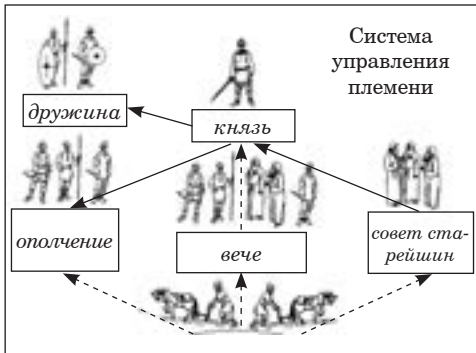 Система
управления
племени
дружина
князь
ополчение
вече
совет ста-
рейшин